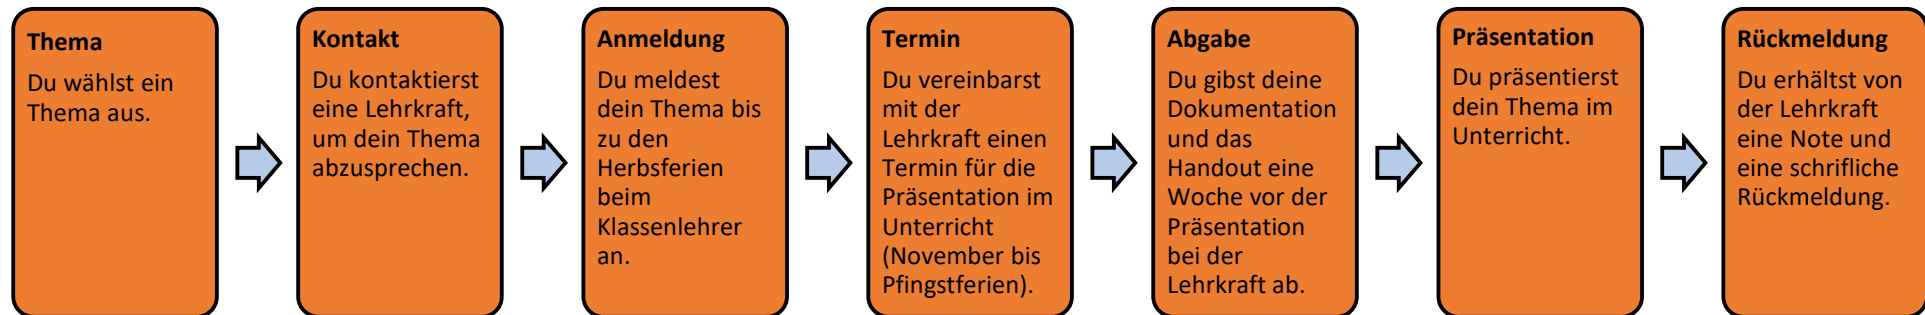 Thema
Du wählst ein
Thema aus.
Kontakt
Du kontaktierst
eine Lehrkraft,
um dein Thema
abzusprechen.
Anmeldung
Du meldest
dein Thema bis
zu den
Herbsferien
beim
Klassenlehrer
an.
Termin
Du vereinbarst
mit der
Lehrkraft einen
Termin für die
Präsentation im
Unterricht
(November bis
Pfingstferien).
Abgabe
Du gibst deine
Dokumentation
und das
Handout eine
Woche vor der
Präsentation
bei der
Lehrkraft ab.
Präsentation
Du präsentierst
dein Thema im
Unterricht.
Rückmeldung
Du erhältst von
der Lehrkraft
eine Note und
eine schrifliche
Rückmeldung.